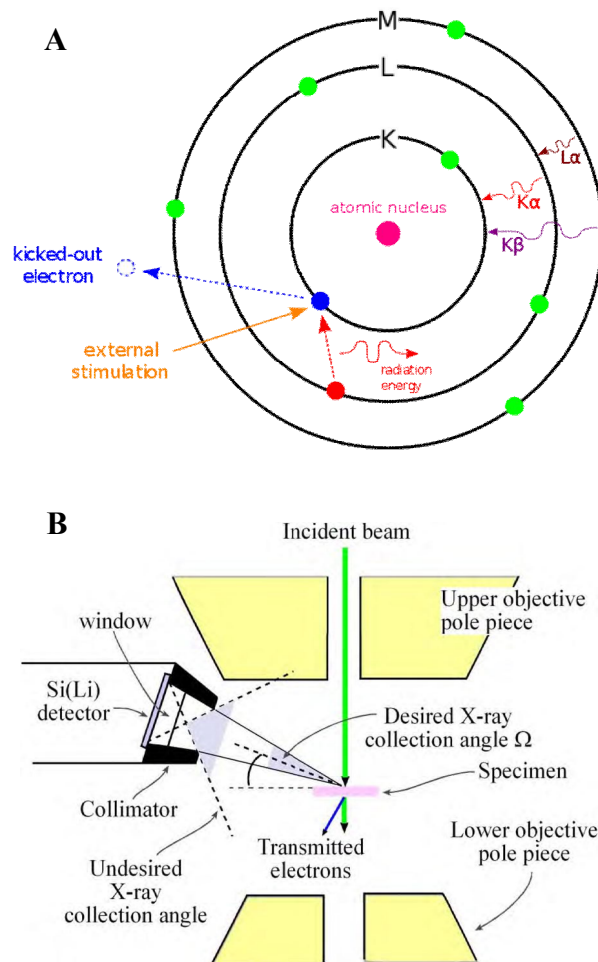 A
M
L
K
Lα
Kα
atomic nucleus
Kβ
kicked-out
electron
external
stimulation
radiation
energy
B
Incident beam
Upper objective
pole piece
window
Si(Li)
detector
Desired X-ray
collection angle Ω
Specimen
Collimator
Transmitted
electrons
Lower objective
pole piece
Undesired
X-ray
collection angle